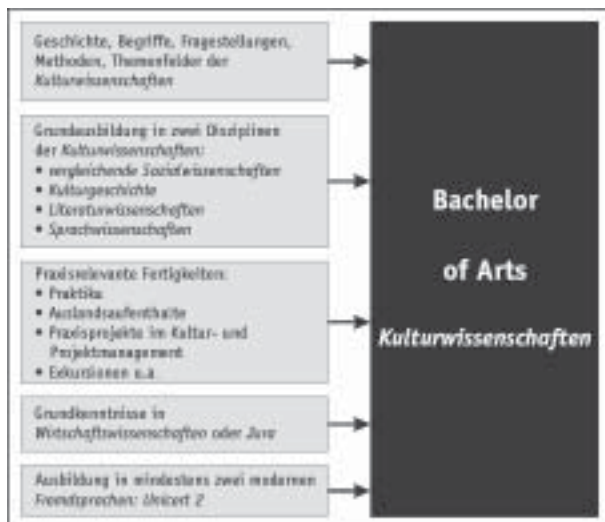 Geschichte, Begriffe, Fragestellungen,
Methoden, Themenfelder der
Kulturwissenschaften
Grundausbildung in zwei Disziplinen
der Kulturwissenschaften:
• vergleichende Sozialwissenschaften
• Kulturgeschichte
• Literaturwissenschaften
• Sprachwissenschaften
Praxisrelevante Fertigkeiten:
• Praktika
• Auslandsaufenthalte
• Praxisprojekte im Kultur- und
Projektmanagement
• Exkursionen u.a
Grundkenntnisse in
Wirtschaftswissenschaften oder Jura
Ausbildung in mindestens zwei modernen
Fremdsprachen: Unicert 2
Bachelor
of Arts
Kulturwissenschaften